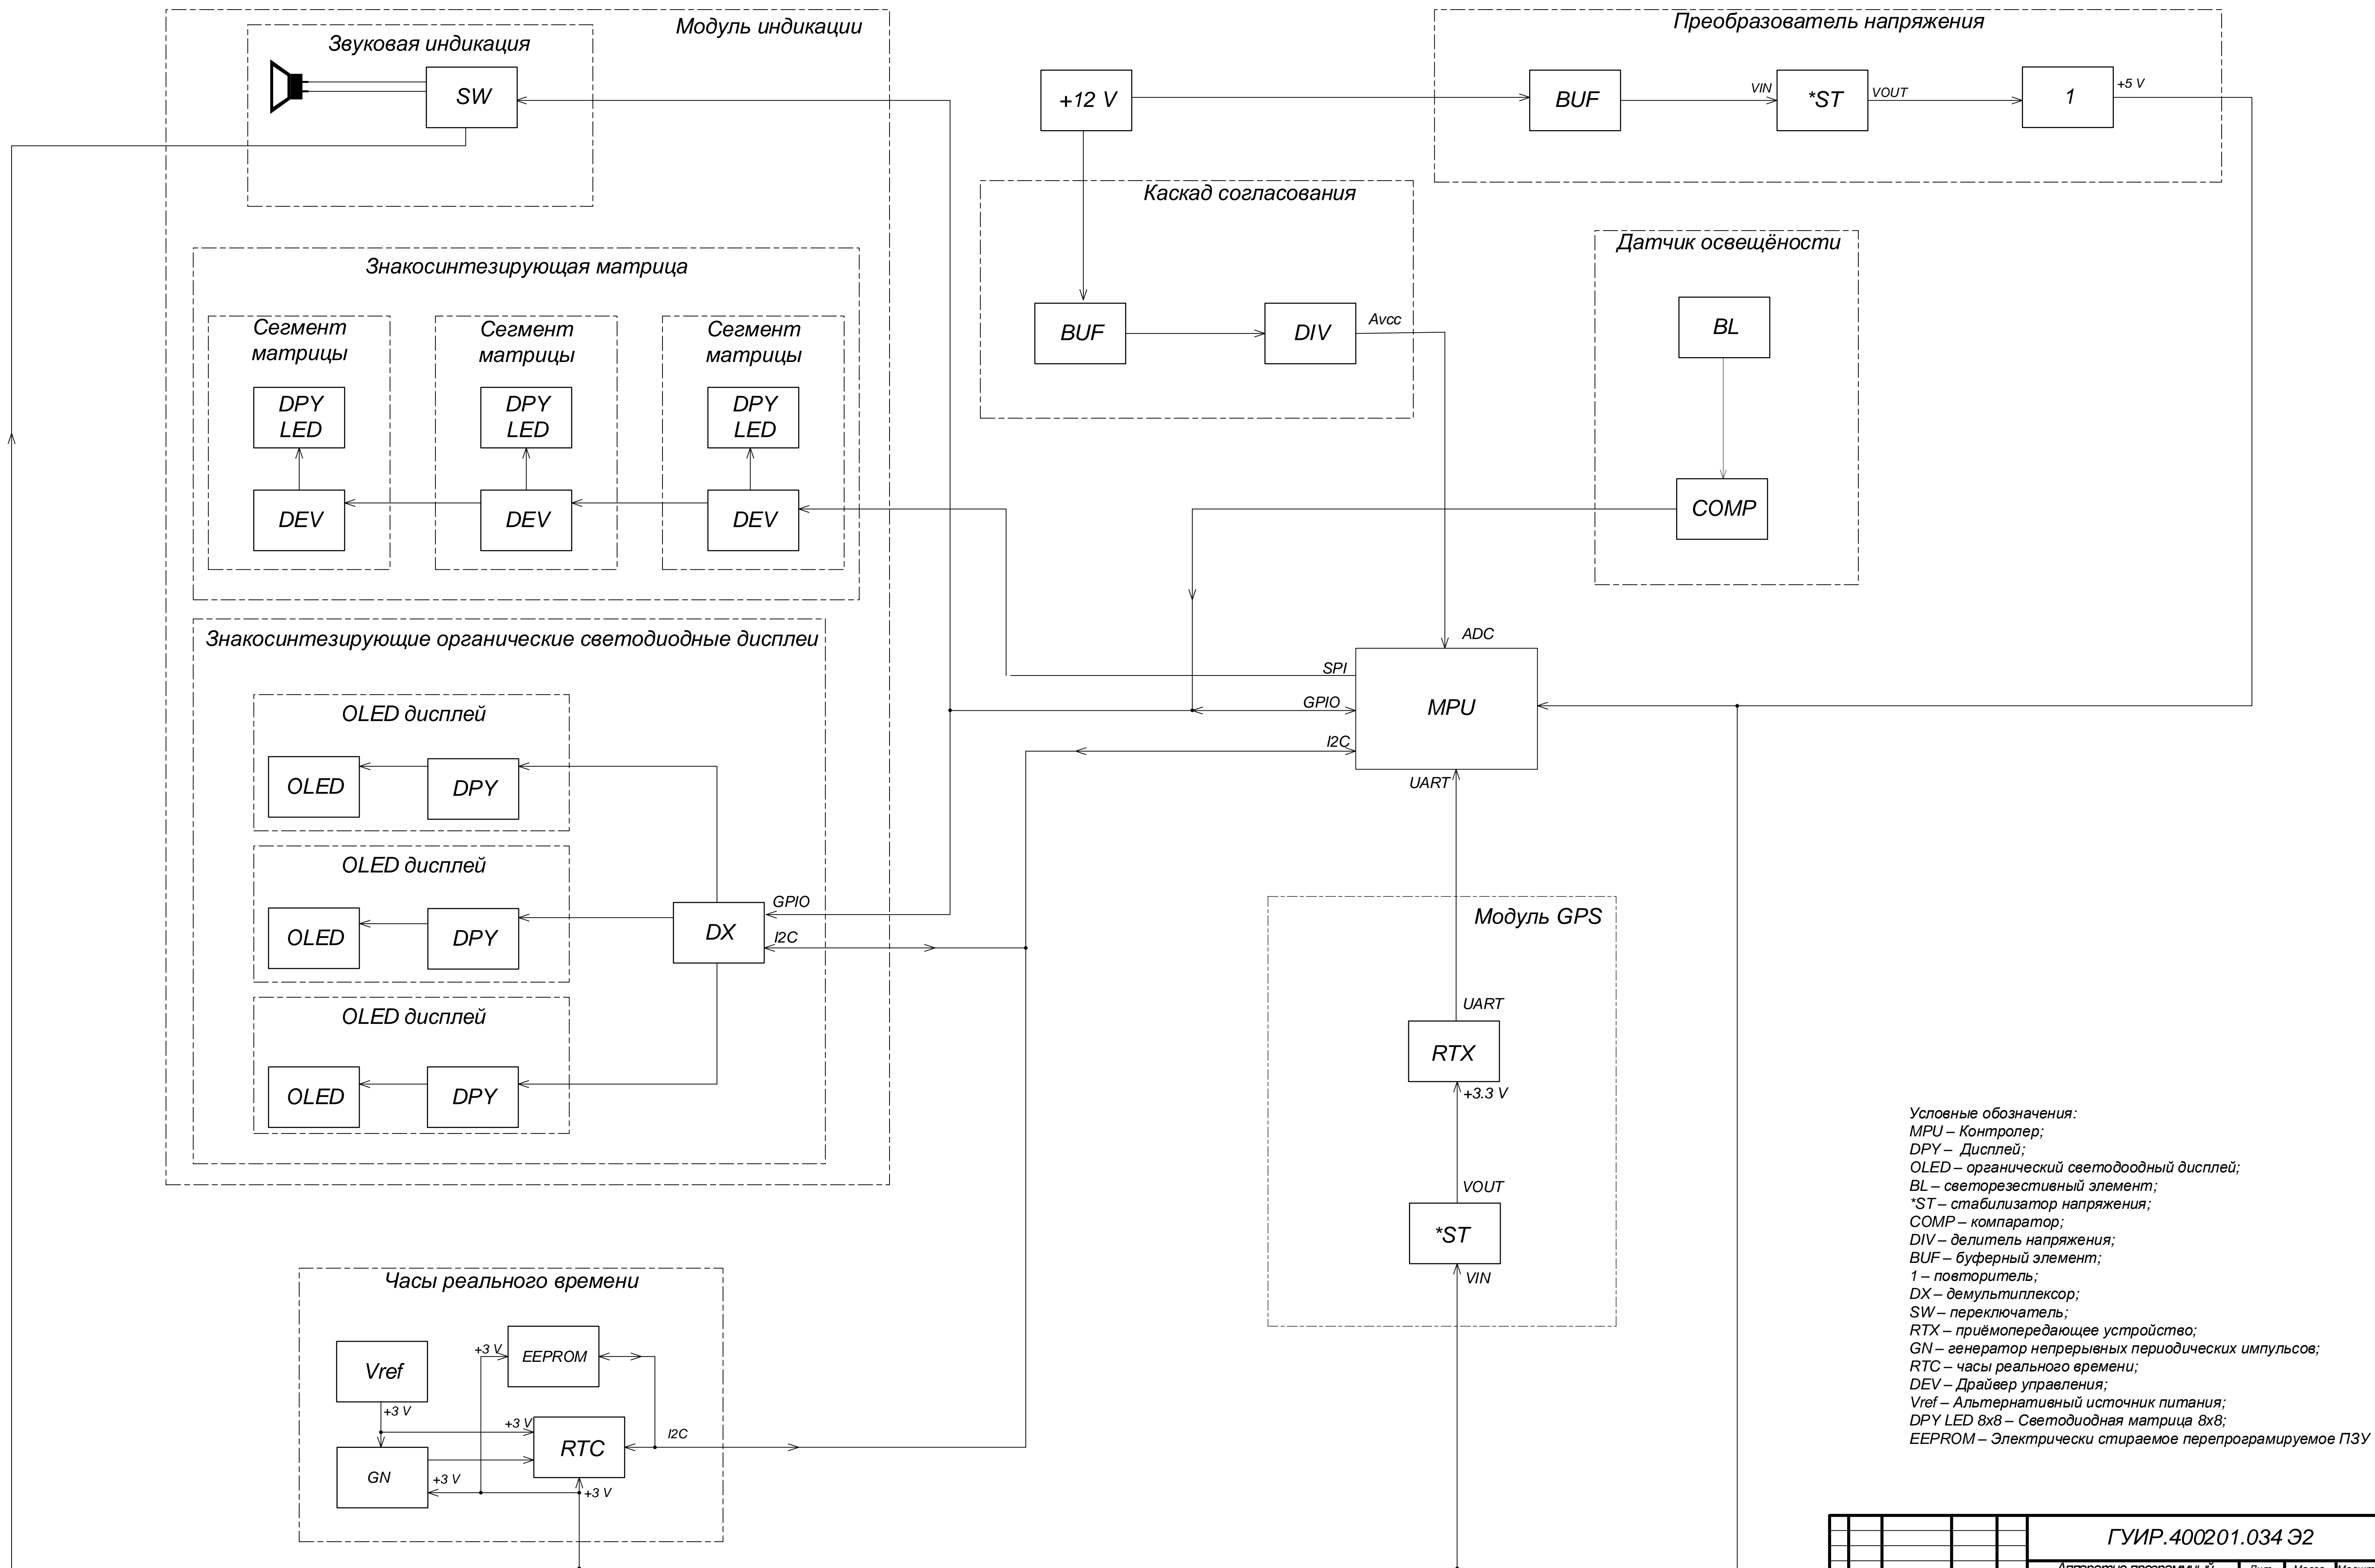 Модуль индикации
Звуковая индикация
SW
Знакосинтезирующая матрица
Сегмент
матрицы
DPY
LED
DEV
Сегмент
матрицы
DPY
LED
DEV
Сегмент
матрицы
DPY
LED
DEV
Знакосинтезирующие органические светодиодные дисплеи
OLED дисплей
OLED
DPY
OLED дисплей
OLED
DPY
OLED дисплей
OLED
DPY
DX
GPIO
I2C
Часы реального времени
Vref
+3 V
GN
+3 V
EEPROM
+3 V
RTC
+3 V
+3 V
I2C
+12 V
Каскад согласования
BUF
DIV
Avcc
Преобразователь напряжения
BUF
VIN
*ST
VOUT
1
+5 V
Датчик освещёности
BL
COMP
ADC
SPI
GPIO
I2C
UART
MPU
Модуль GPS
UART
RTX
+3.3 V
VOUT
*ST
VIN
Условные обозначения:
MPU – Контролер;
DPY – Дисплей;
OLED – органический светодоодный дисплей;
BL – светорезестивный элемент;
*ST – стабилизатор напряжения;
COMP – компаратор;
DIV – делитель напряжения;
BUF – буферный элемент;
1 – повторитель;
DX – демультиплексор;
SW – переключатель;
RTX – приёмопередающее устройство;
GN – генератор непрерывных периодических импульсов;
RTC – часы реального времени;
DEV – Драйвер управления;
Vref – Альтернативный источник питания;
DPY LED 8x8 – Светодиодная матрица 8x8;
EEPROM – Электрически стираемое перепрограмируемое ПЗУ
ГУИР.400201.034 Э2